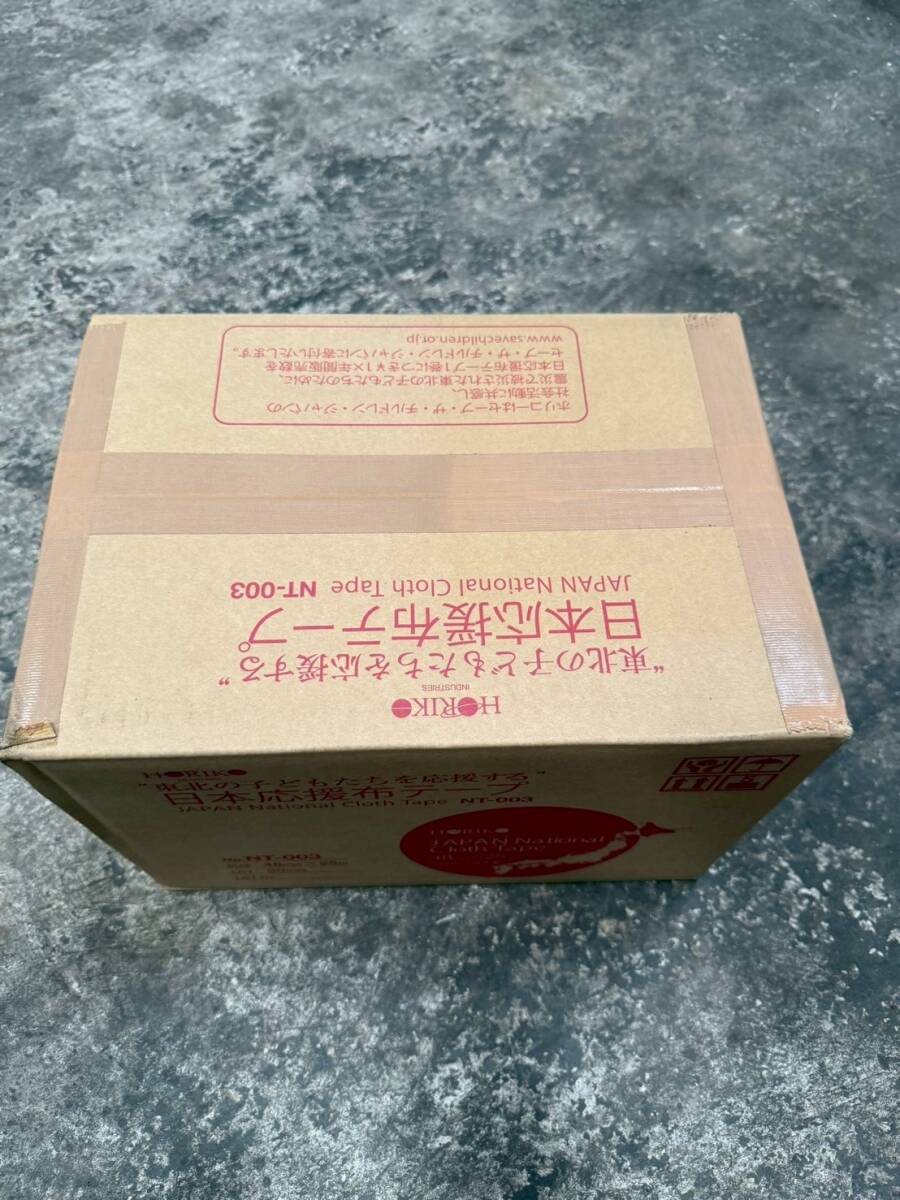 HORIKO
INDUSTRIES
“東北の子どもたちを応援する”
日本応援布テープ
JAPAN National Cloth Tape NT-003
ホリコーはセーブ・ザ・チルドレン・ジャパンの
社会活動に共感し、
震災で被災された東北の子どもたちのために、
日本応援布テープ1巻につき￥1×年間販売数を
セーブ・ザ・チルドレン・ジャパンに寄付いたします。
www.savechildren.or.jp
HORIKO
“東北の子どもたちを応援する”
日本応援布テープ
JAPAN National Cloth Tape NT-003
No. NT-003
HORIKO
JAPAN National
Cloth Tape